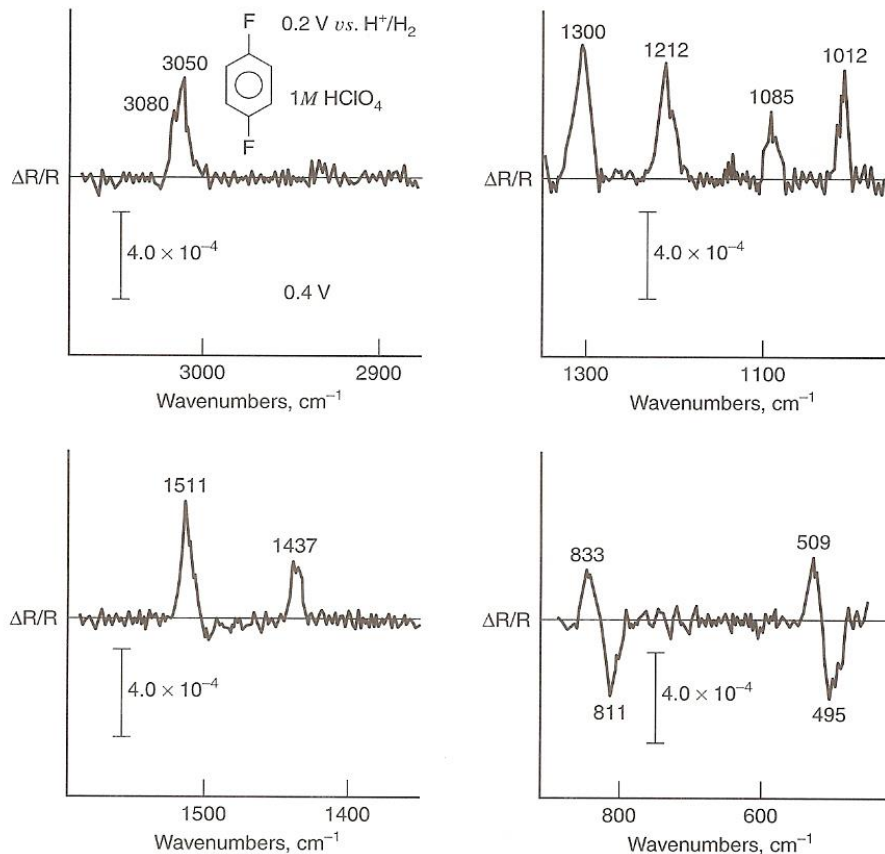 F
0.2 V vs. H⁺/H₂
3050
3080
1M HClO₄
F
ΔR/R
4.0 × 10⁻⁴
0.4 V
3000
2900
Wavenumbers, cm⁻¹
1300
1212
1085
1012
ΔR/R
4.0 × 10⁻⁴
1300
1100
Wavenumbers, cm⁻¹
1511
1437
ΔR/R
4.0 × 10⁻⁴
1500
1400
Wavenumbers, cm⁻¹
833
509
ΔR/R
4.0 × 10⁻⁴
811
495
800
600
Wavenumbers, cm⁻¹